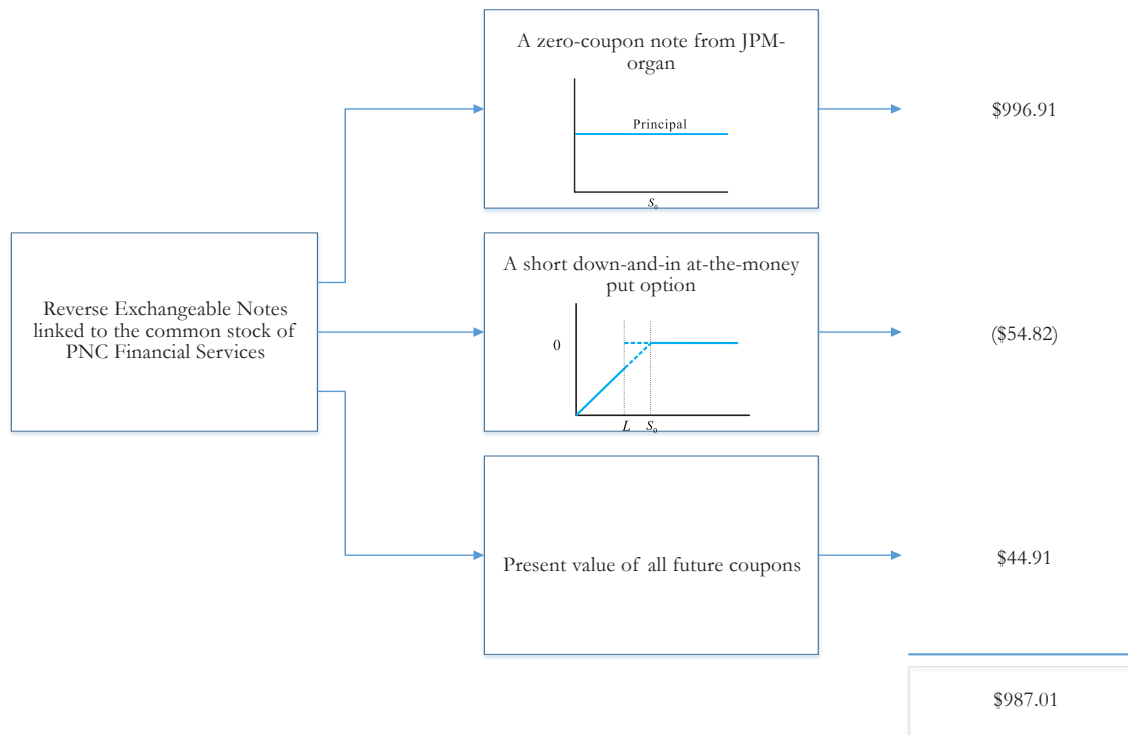 Reverse Exchangeable Notes
linked to the common stock of
PNC Financial Services
A zero-coupon note from JPM-
organ
Principal
S₀
$996.91
A short down-and-in at-the-money
put option
0
L S₀
($54.82)
Present value of all future coupons
$44.91
$987.01